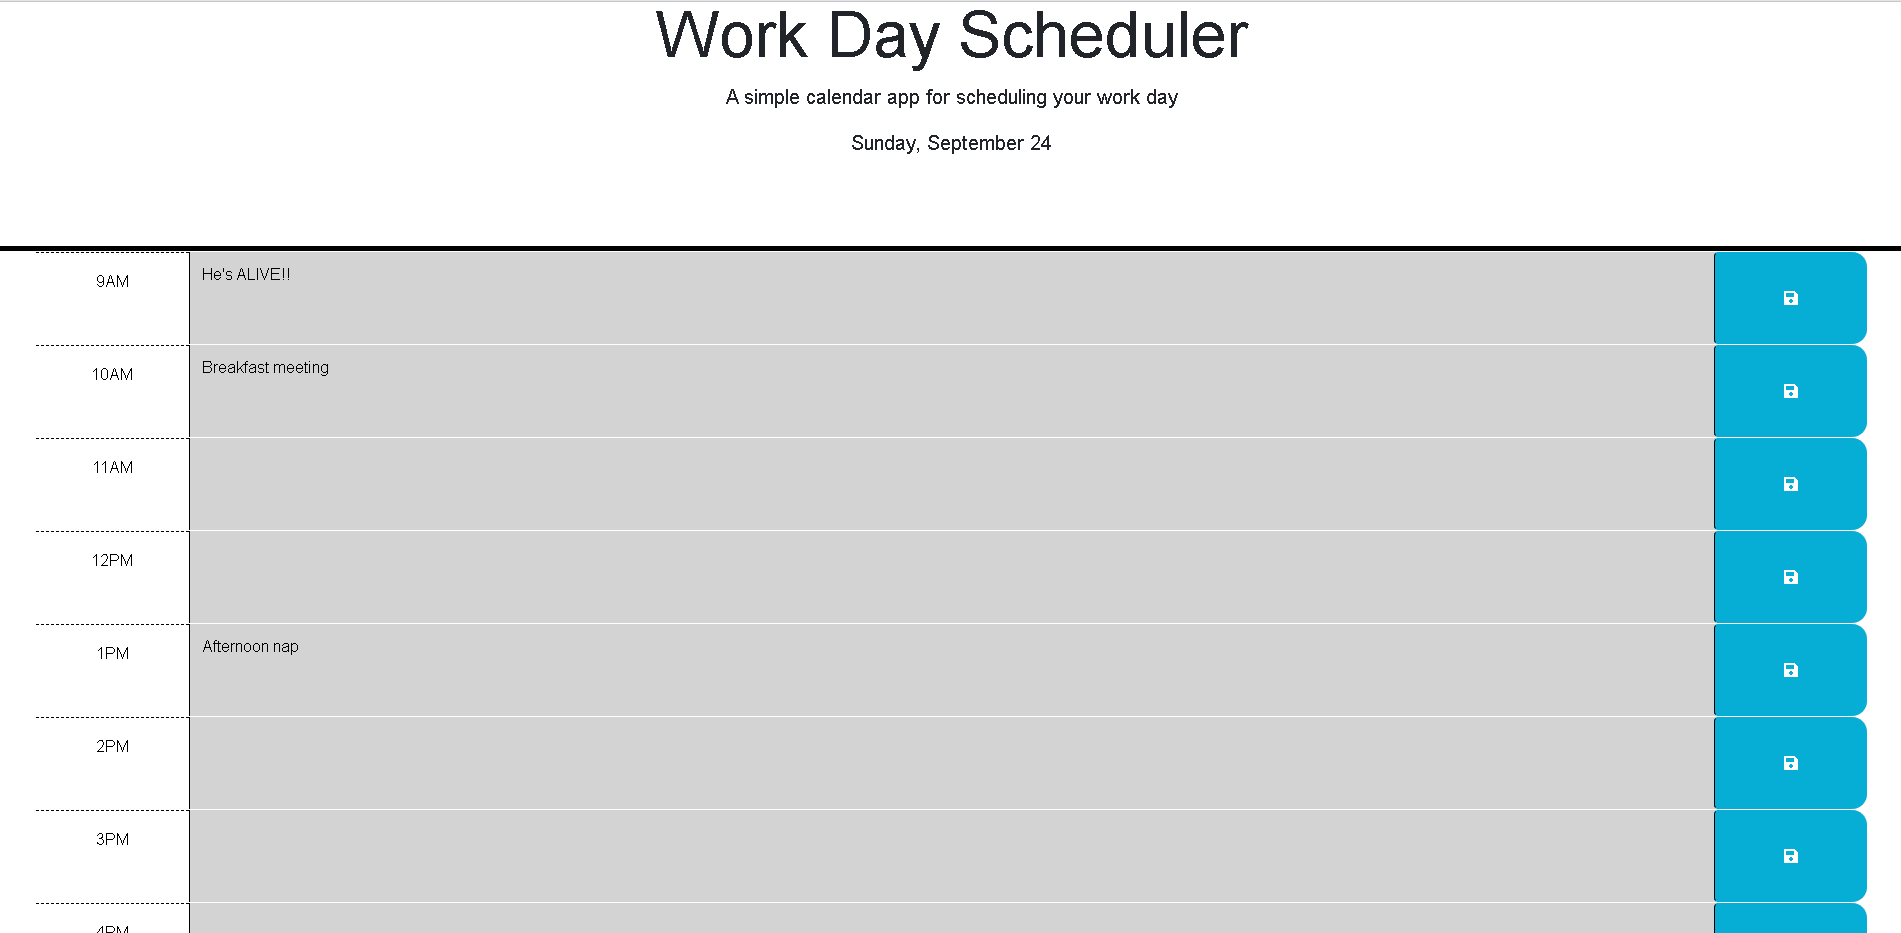 Work Day Scheduler
A simple calendar app for scheduling your work day
Sunday, September 24
9AM
He's ALIVE!!
10AM
Breakfast meeting
11AM
12PM
1PM
Afternoon nap
2PM
3PM
4PM